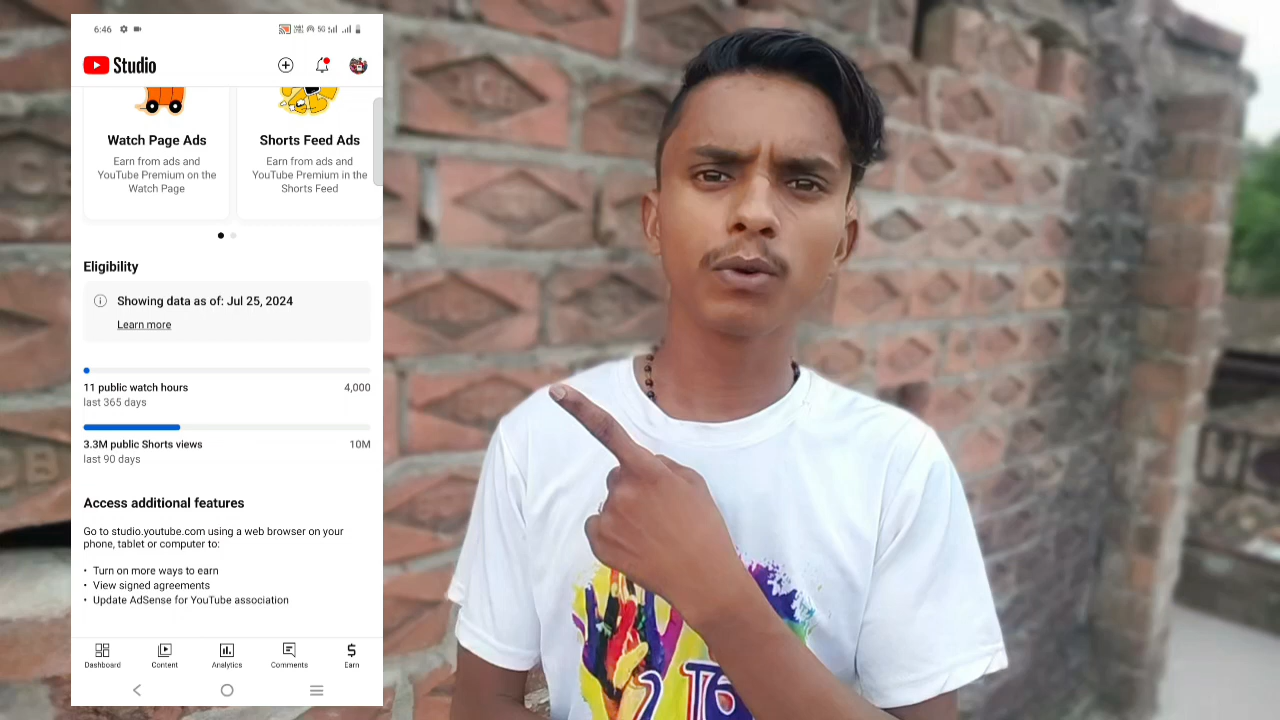 6:46
5G
Studio
Watch Page Ads
Shorts Feed Ads
Earn from ads and
YouTube Premium on the
Watch Page
Earn from ads and
YouTube Premium in the
Shorts Feed
Eligibility
Showing data as of: Jul 25, 2024
Learn more
11 public watch hours
4,000
last 365 days
3.3M public Shorts views
10M
last 90 days
Access additional features
Go to studio.youtube.com using a web browser on your
phone, tablet or computer to:
• Turn on more ways to earn
• View signed agreements
• Update AdSense for YouTube association
Dashboard
Content
Analytics
Comments
Earn